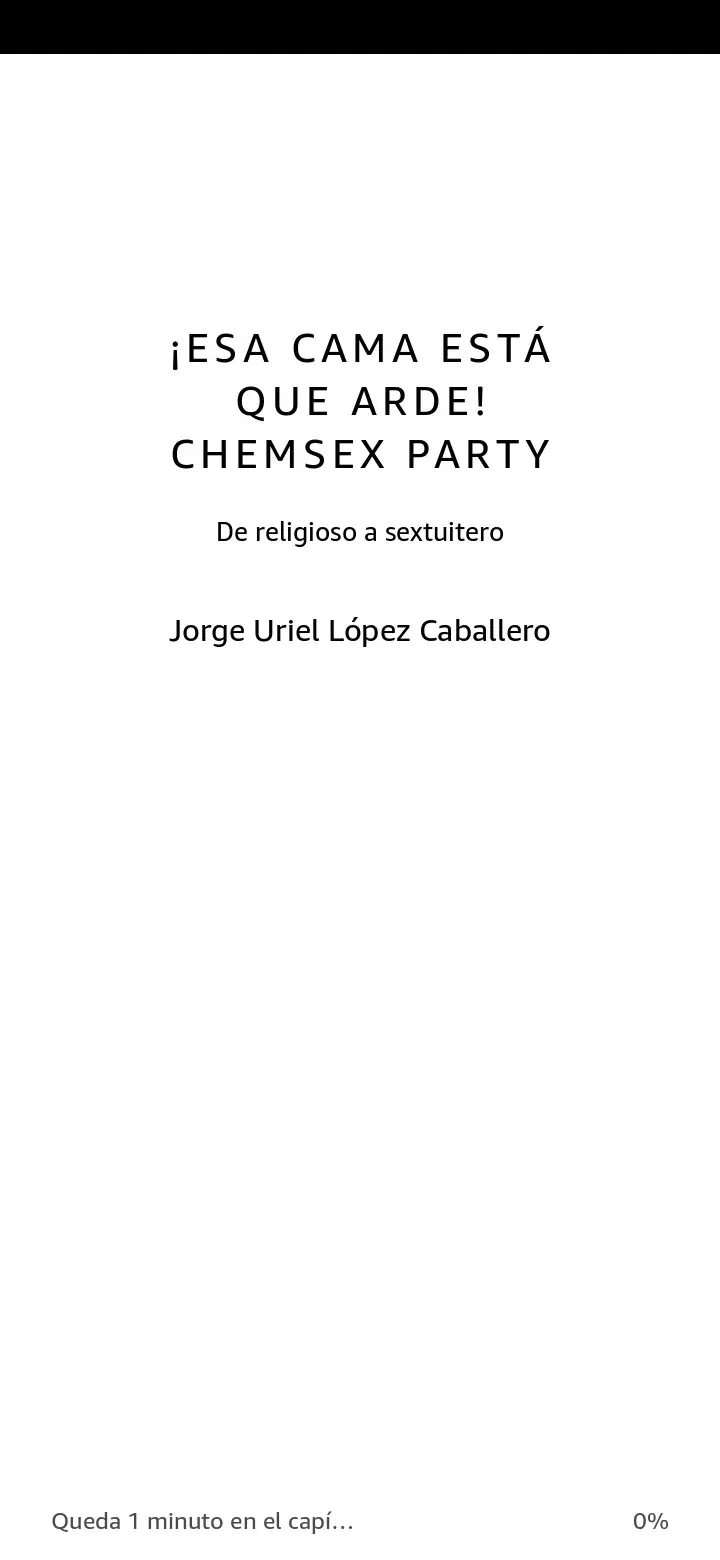 ¡ESA CAMA ESTÁ
QUE ARDE!
CHEMSEX PARTY
De religioso a sextuitero
Jorge Uriel López Caballero
Queda 1 minuto en el capí... 0%